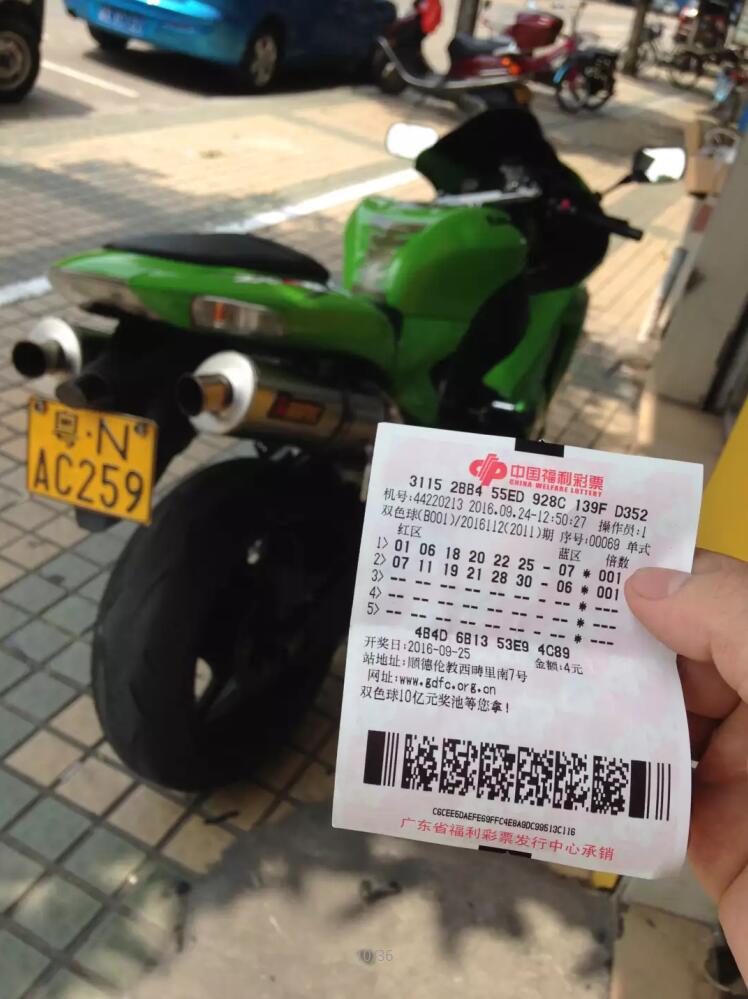 粤·N
AC259
中国福利彩票
CHINA WELFARE LOTTERY
3115 2BB4 55ED 928C 139F D352
机号:44220213 2016.09.24-12:50:27 操作员:1
双色球(B001)/2016112(2011)期 序号:00069 单式
红区 蓝区 倍数
1> 01 06 18 20 22 25 - 07 * 001
2> 07 11 19 21 28 30 - 06 * 001
3> -- -- -- -- -- -- - -- * ---
4> -- -- -- -- -- -- - -- * ---
5> -- -- -- -- -- -- - -- * ---
4B4D 6B13 53E9 4C89
开奖日:2016-09-25 金额:4元
站地址:顺德伦教西畴里南7号
网址:www.gdfc.org.cn
双色球10亿元奖池等您拿!
C6CEE5DAEFE69FFC4E8A9DC99513C116
广东省福利彩票发行中心承销